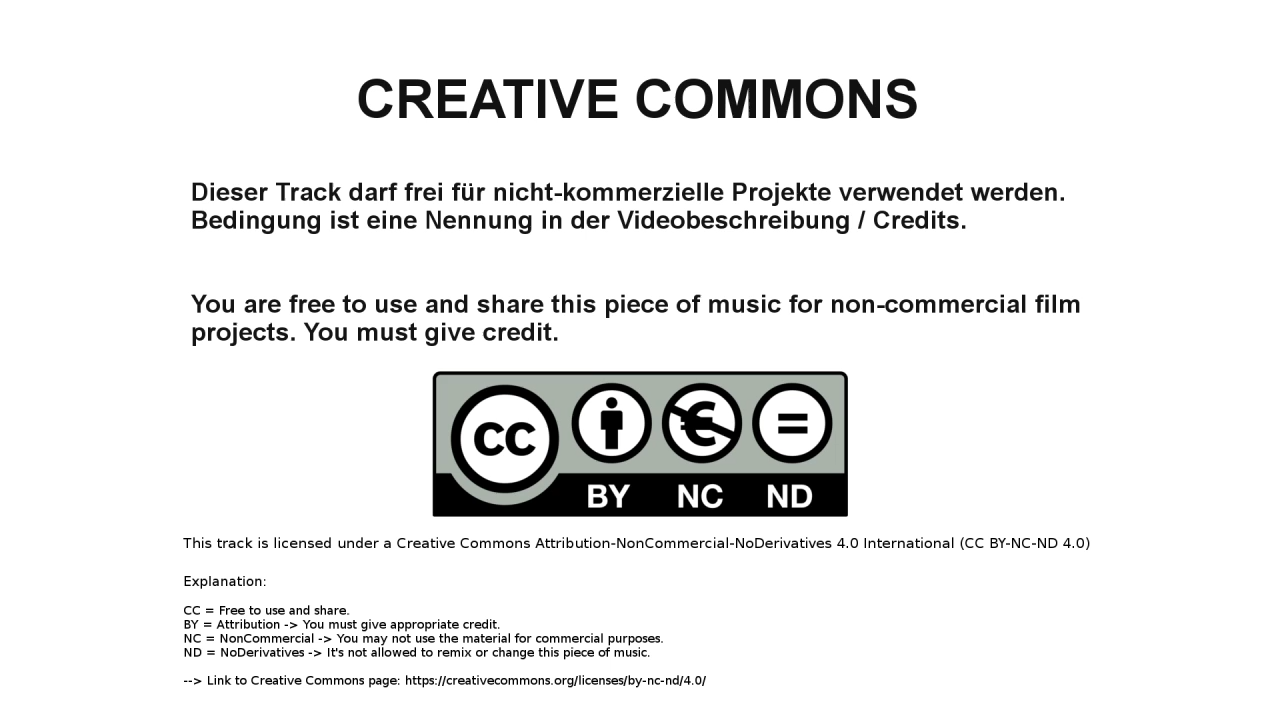 CREATIVE COMMONS
Dieser Track darf frei für nicht-kommerzielle Projekte verwendet werden.
Bedingung ist eine Nennung in der Videobeschreibung / Credits.
You are free to use and share this piece of music for non-commercial film
projects. You must give credit.
CC
BY NC ND
This track is licensed under a Creative Commons Attribution-NonCommercial-NoDerivatives 4.0 International (CC BY-NC-ND 4.0)
Explanation:
CC = Free to use and share.
BY = Attribution -> You must give appropriate credit.
NC = NonCommercial -> You may not use the material for commercial purposes.
ND = NoDerivatives -> It's not allowed to remix or change this piece of music.
--> Link to Creative Commons page: https://creativecommons.org/licenses/by-nc-nd/4.0/